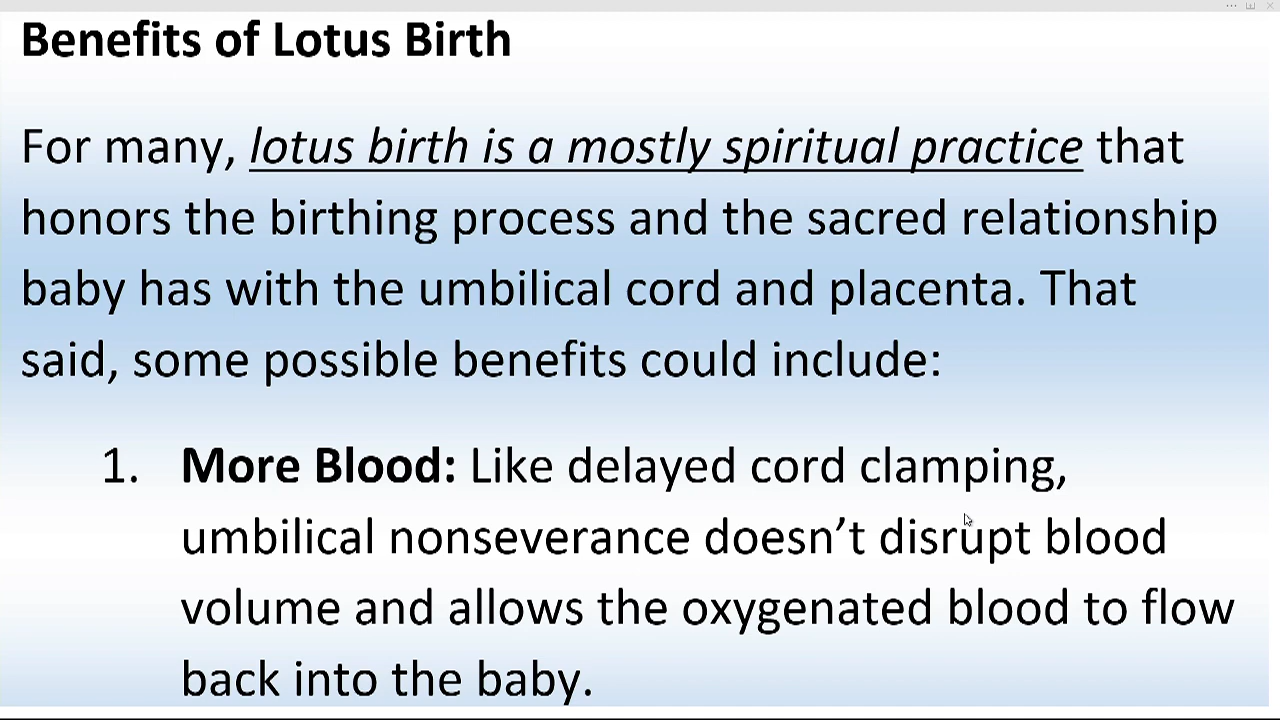 Benefits of Lotus Birth
For many, lotus birth is a mostly spiritual practice that
honors the birthing process and the sacred relationship
baby has with the umbilical cord and placenta. That
said, some possible benefits could include:
1. More Blood: Like delayed cord clamping,
umbilical nonseverance doesn’t disrupt blood
volume and allows the oxygenated blood to flow
back into the baby.